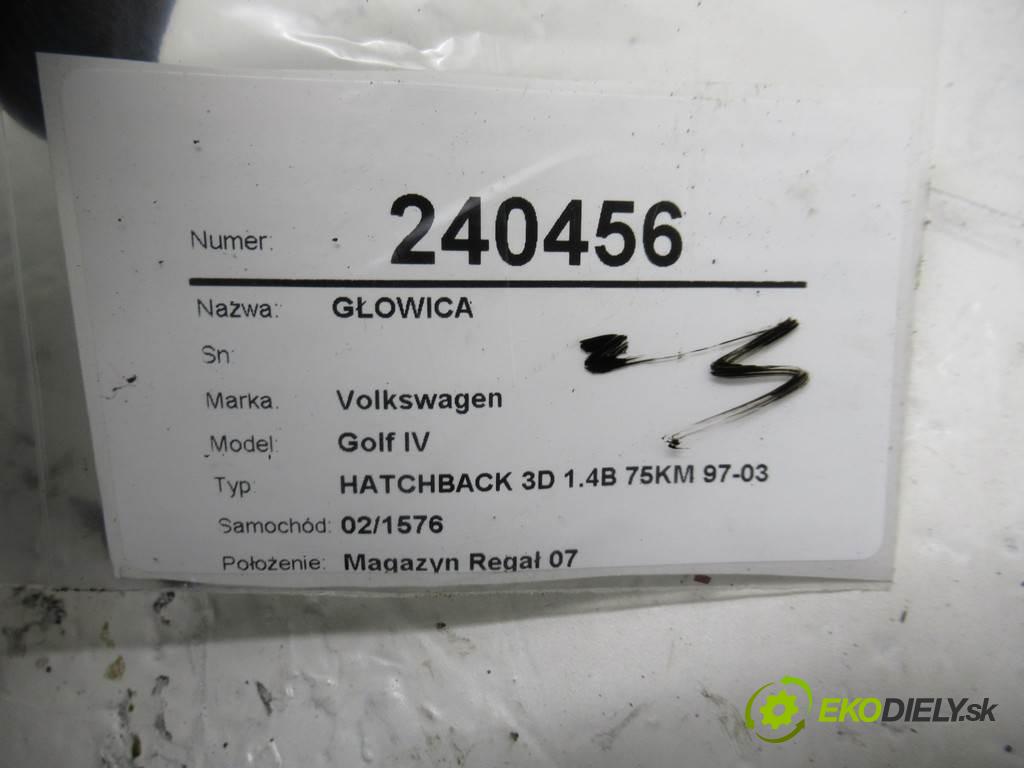 Numer: 240456
Nazwa: GŁOWICA
Sn:
Marka: Volkswagen
Model: Golf IV
Typ: HATCHBACK 3D 1.4B 75KM 97-03
Samochód: 02/1576
Położenie: Magazyn Regał 07
EKODIELY.sk